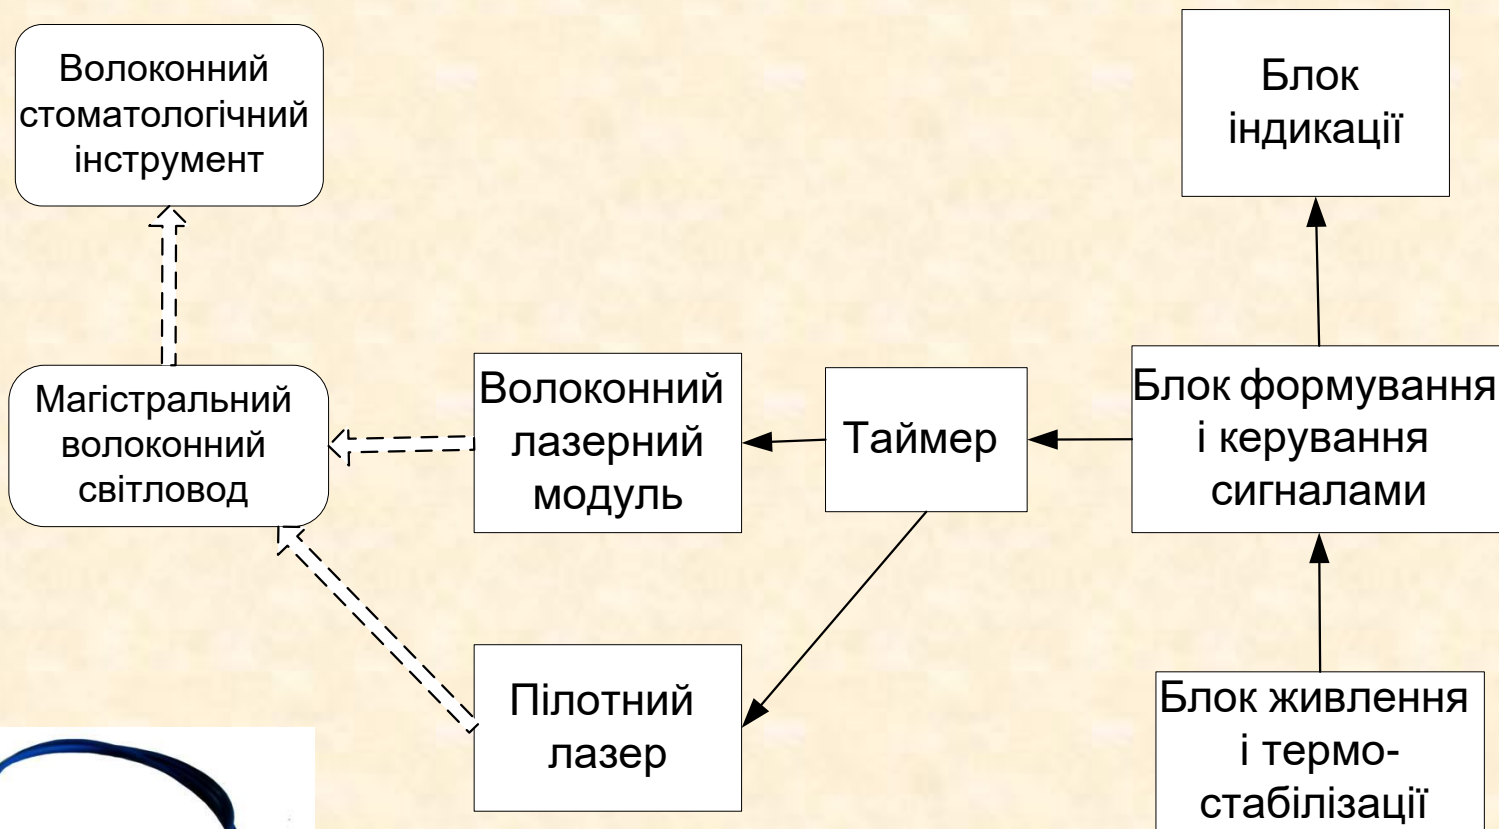 Волоконний
стоматологічний
інструмент
Блок
індикації
Магістральний
волоконний
світловод
Волоконний
лазерний
модуль
Таймер
Блок формування
і керування
сигналами
Пілотний
лазер
Блок живлення
і термо-
стабілізації